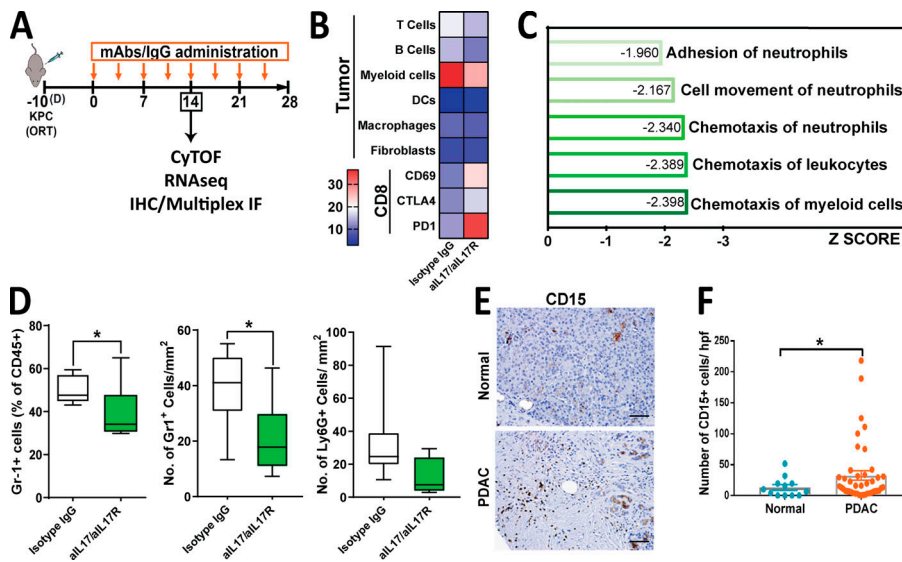 A
mAbs/IgG administration
-10 (D)
0
7
14
21
28
KPC
(ORT)
CyTOF
RNAseq
IHC/Multiplex IF
B
Tumor
T Cells
B Cells
Myeloid cells
DCs
Macrophages
Fibroblasts
CD8
CD69
CTLA4
PD1
30
20
10
Isotype IgG
aIL17/aIL17R
C
-1.960
Adhesion of neutrophils
-2.167
Cell movement of neutrophils
-2.340
Chemotaxis of neutrophils
-2.389
Chemotaxis of leukocytes
-2.398
Chemotaxis of myeloid cells
0
-1
-2
-3
Z SCORE
D
Gr-1+ cells (% of CD45+)
80
60
40
20
0
*
Isotype IgG
aIL17/aIL17R
No. of Gr1+ Cells/mm2
60
40
20
0
*
Isotype IgG
aIL17/aIL17R
No. of Ly6G+ Cells/ mm2
100
80
60
40
20
0
Isotype IgG
aIL17/aIL17R
E
CD15
Normal
PDAC
F
Number of CD15+ cells/ hpf
250
200
150
100
50
0
*
Normal
PDAC